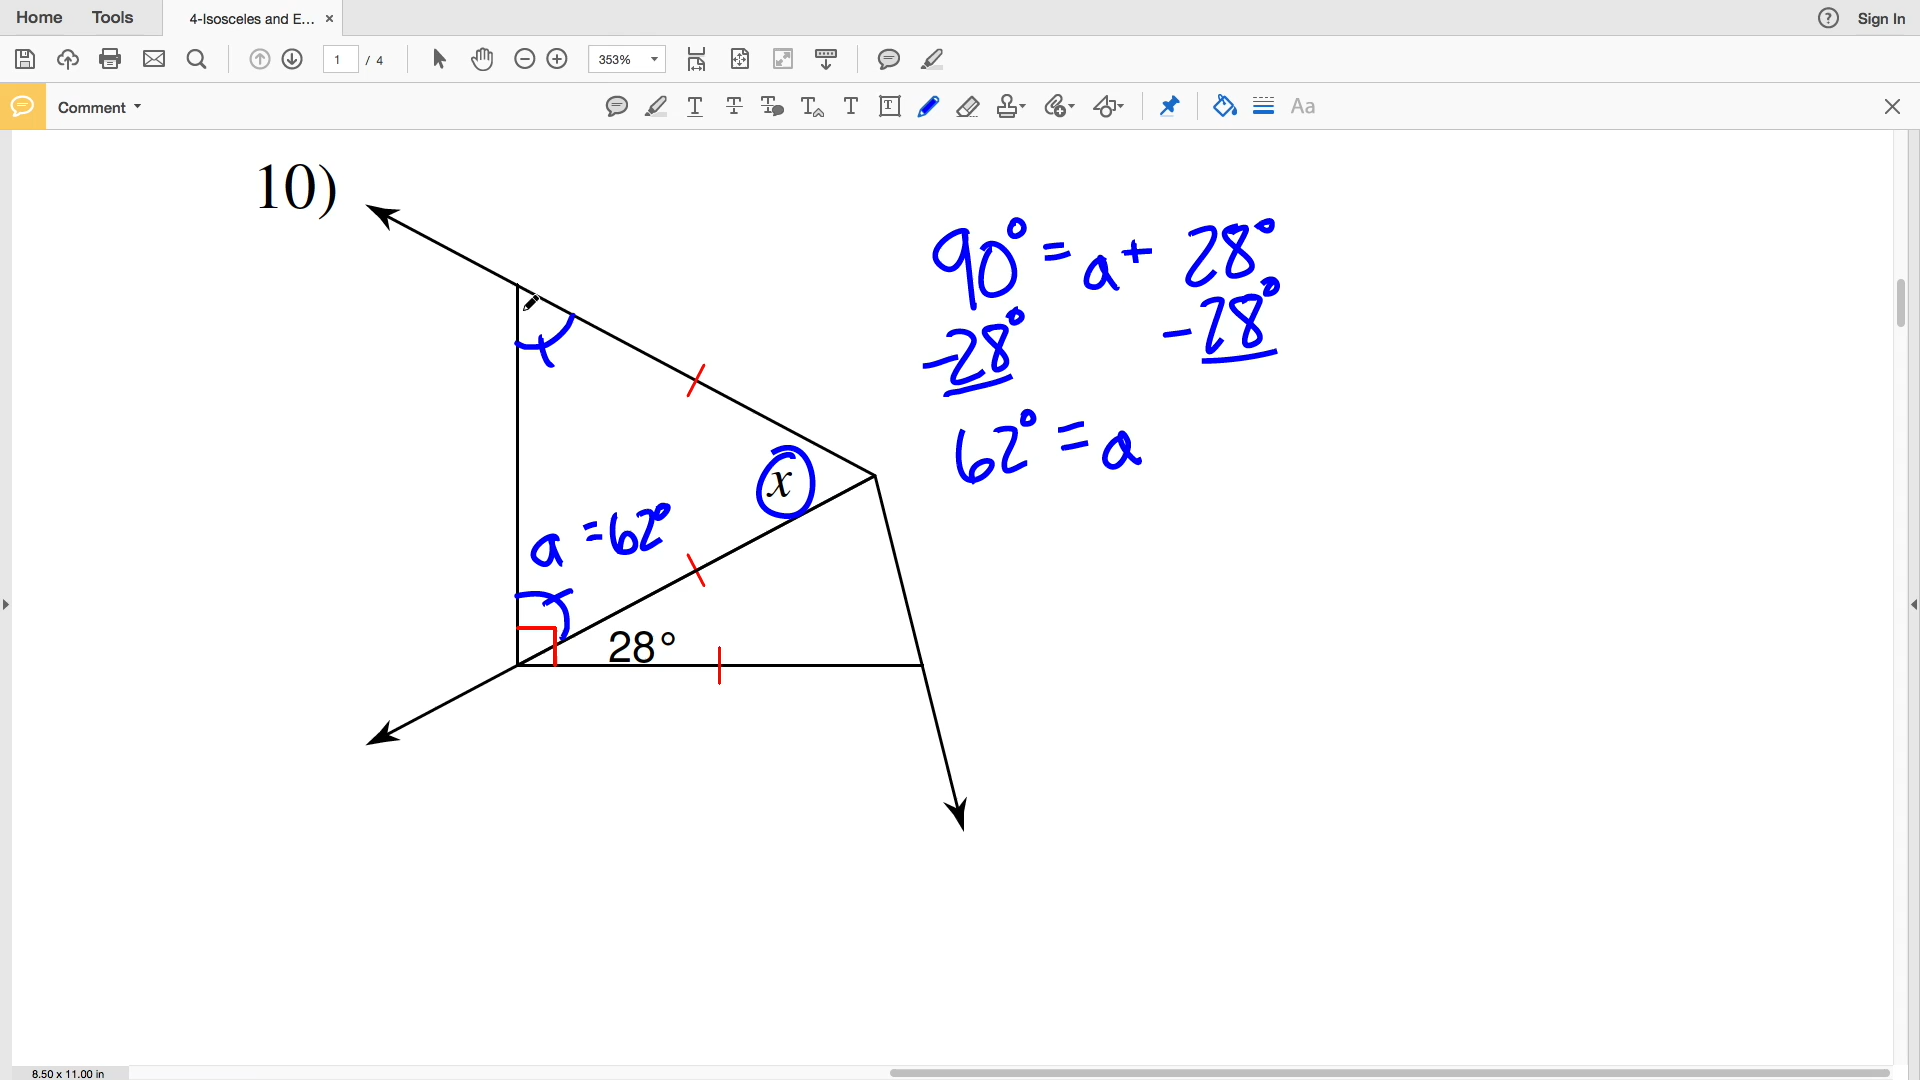 Home Tools 4-Isosceles and E... × ? Sign In
1 / 4 353%
Comment T T T T T T Aa
10)
90° = a + 28°
-28° -28°
62° = a
x
a = 62°
28°
8.50 x 11.00 in